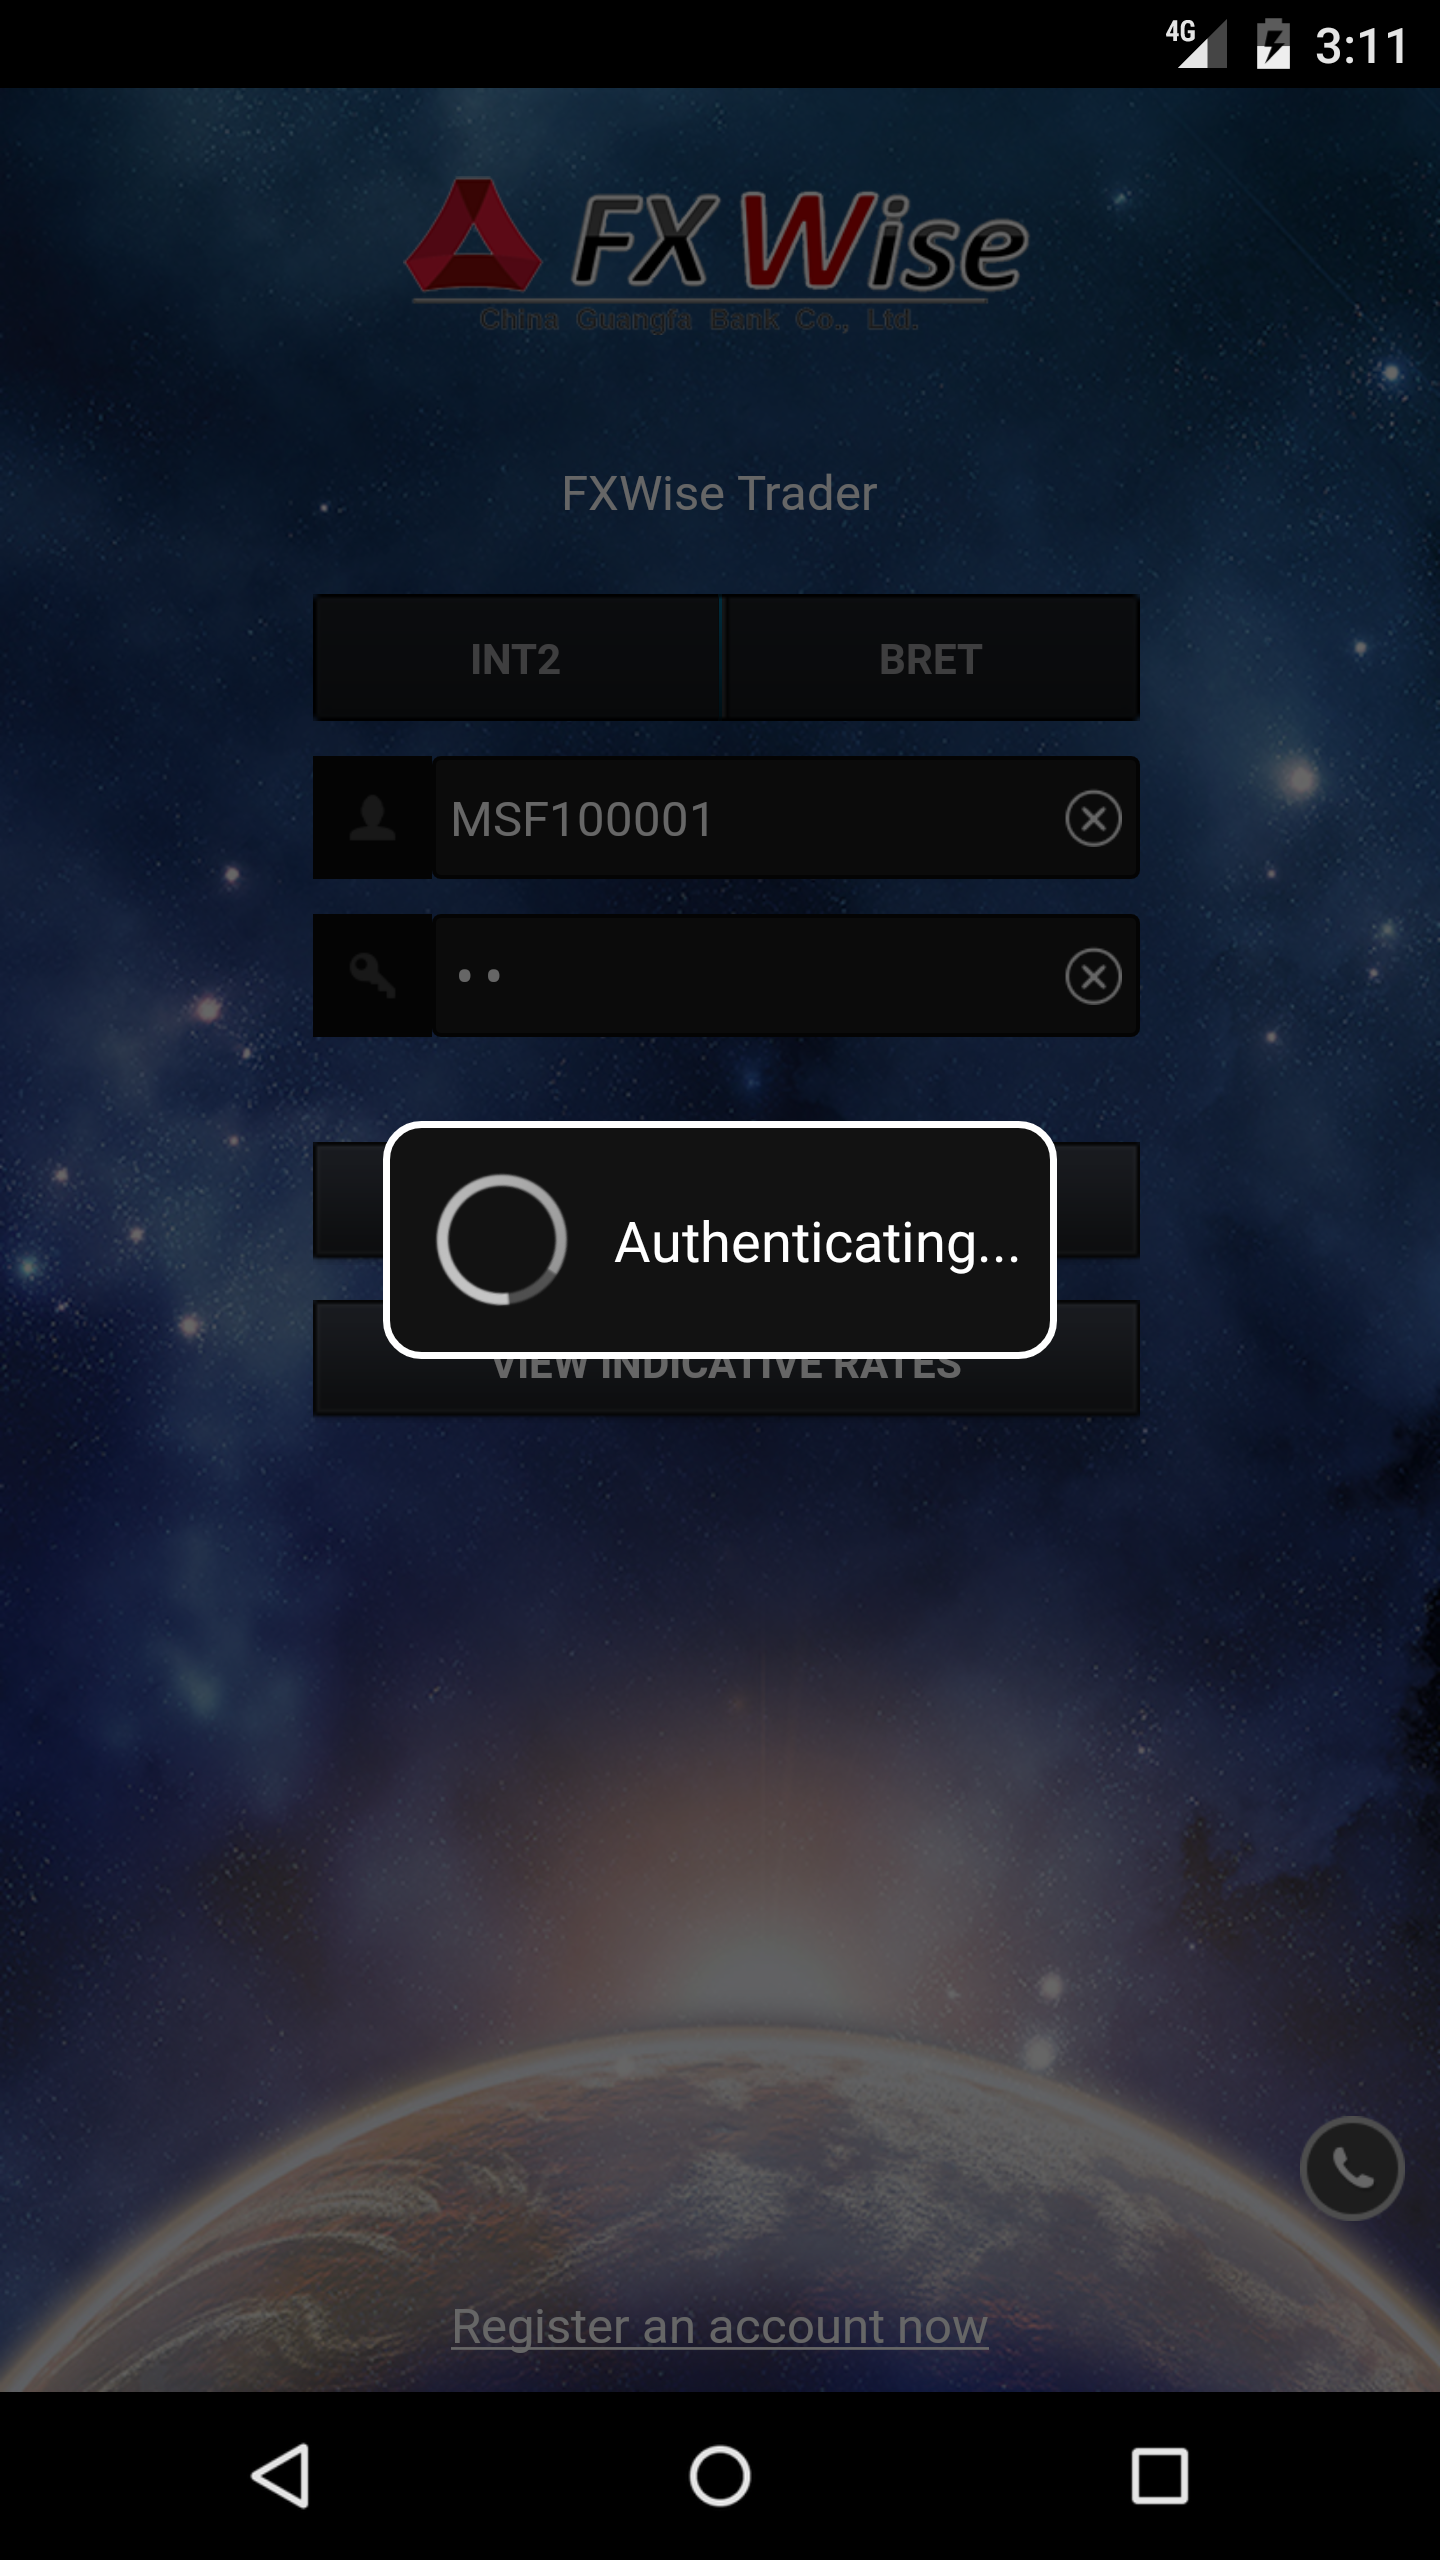 4G 3:11
FX Wise
China Guangfa Bank Co., Ltd.
FXWise Trader
INT2 BRET
MSF100001
••
Authenticating...
VIEW INDICATIVE RATES
Register an account now